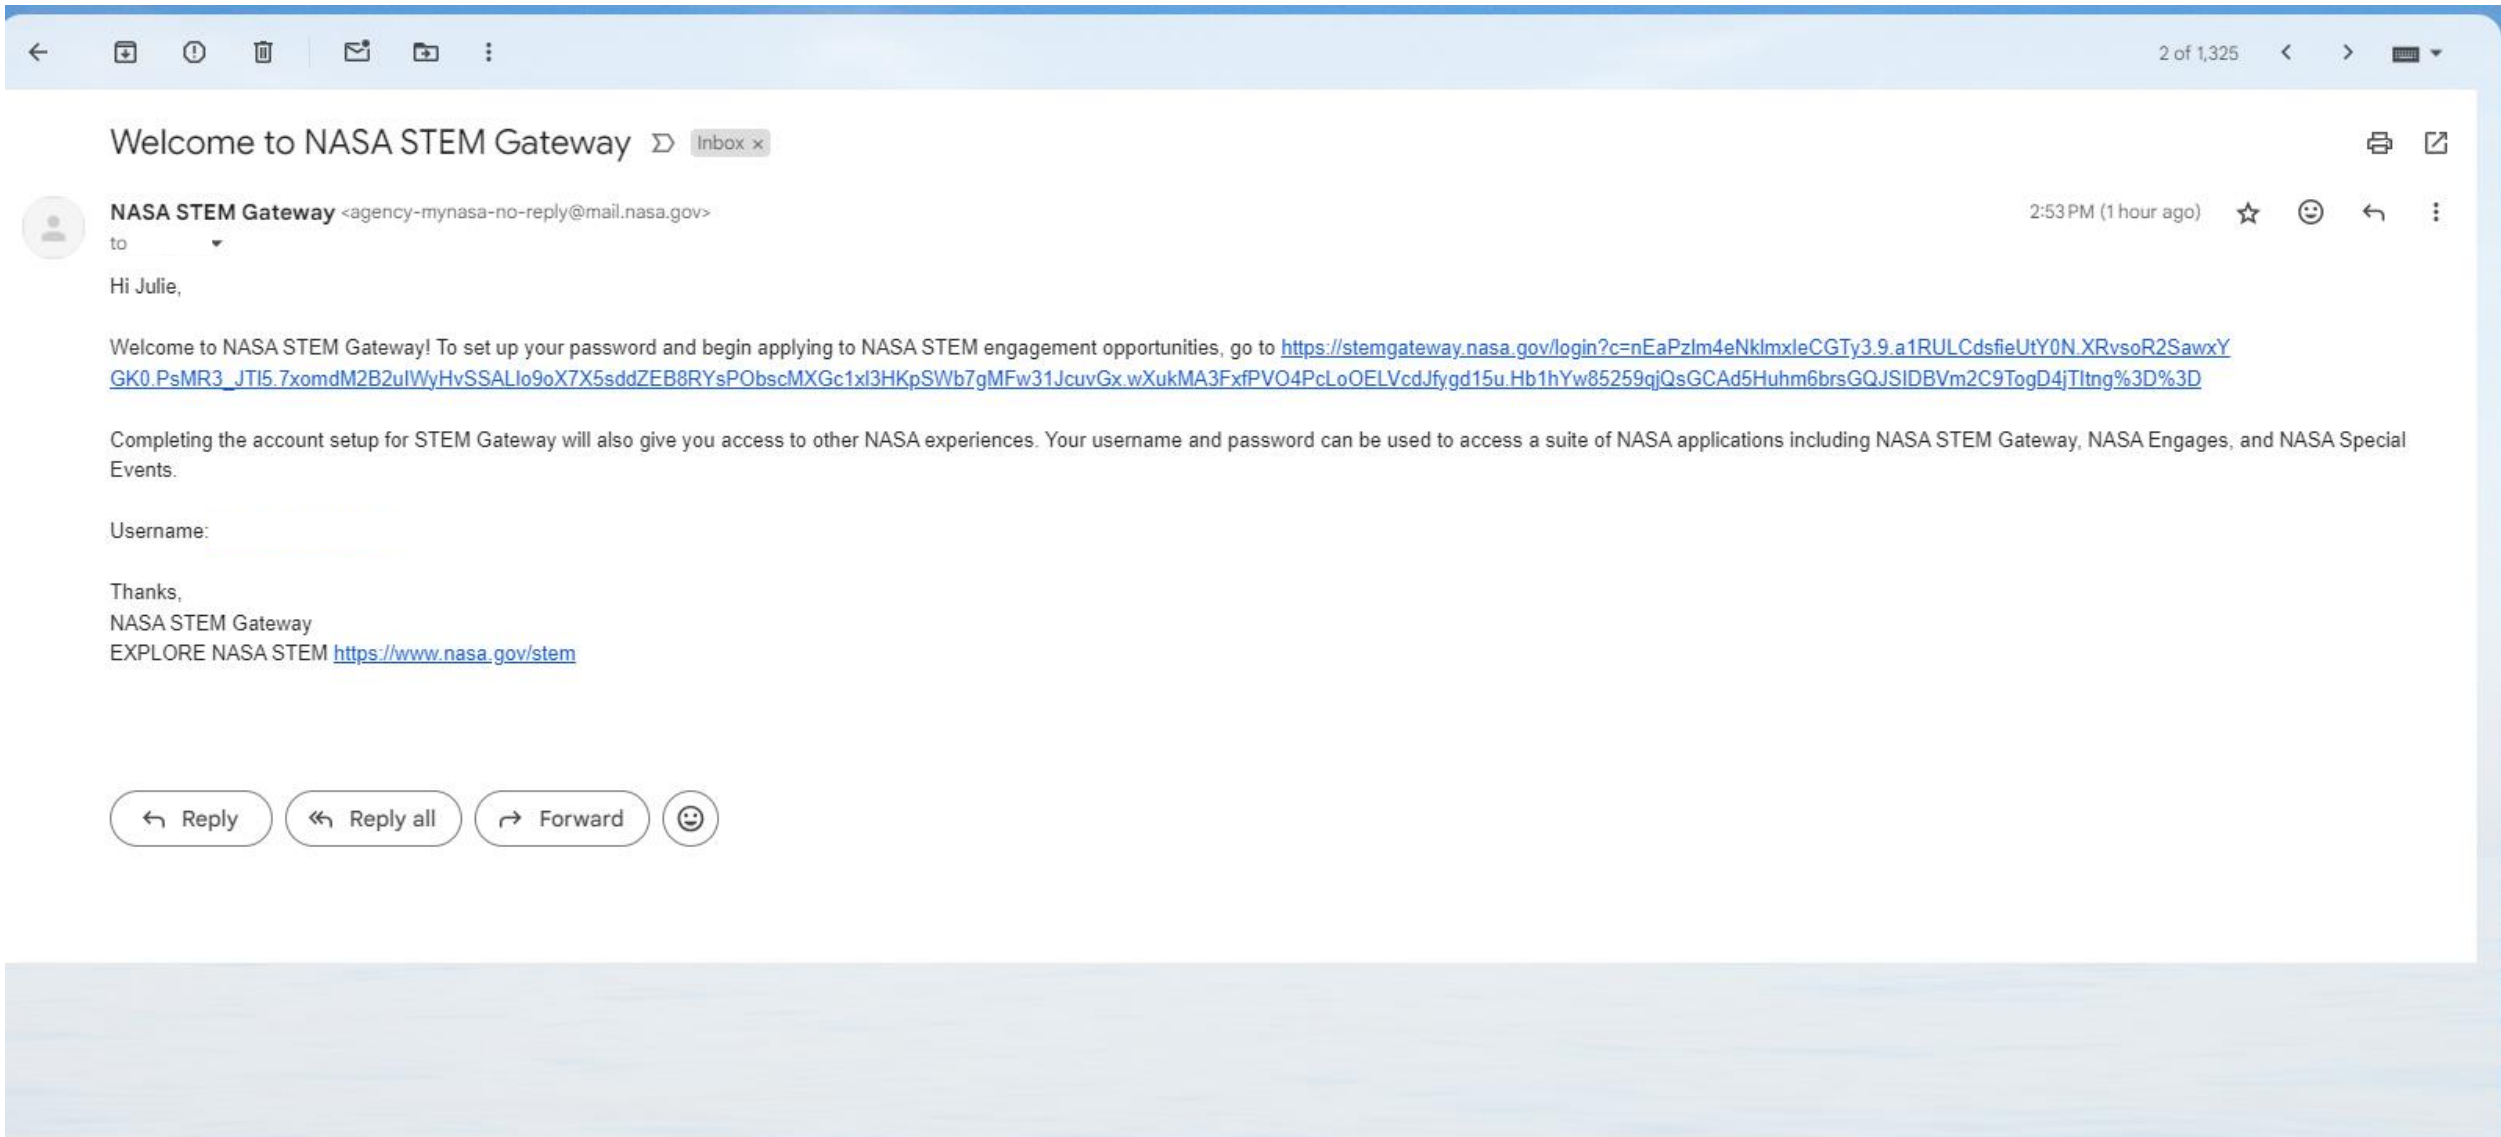 2 of 1,325
Welcome to NASA STEM Gateway Inbox ×
NASA STEM Gateway <agency-mynasa-no-reply@mail.nasa.gov> 2:53 PM (1 hour ago)
to
Hi Julie,
Welcome to NASA STEM Gateway! To set up your password and begin applying to NASA STEM engagement opportunities, go to https://stemgateway.nasa.gov/login?c=nEaPzlm4eNklmxleCGTy3.9.a1RULCdsfieUtY0N.XRvsoR2SawxY
GK0.PsMR3_JTl5.7xomdM2B2ulWyHvSSALlo9oX7X5sddZEB8RYsPObscMXGc1xl3HKpSWb7gMFw31JcuvGx.wXukMA3FxfPVO4PcLoOELVcdJfygd15u.Hb1hYw85259qjQsGCAd5Huhm6brsGQJSIDBVm2C9TogD4jTltng%3D%3D
Completing the account setup for STEM Gateway will also give you access to other NASA experiences. Your username and password can be used to access a suite of NASA applications including NASA STEM Gateway, NASA Engages, and NASA Special
Events.
Username:
Thanks,
NASA STEM Gateway
EXPLORE NASA STEM https://www.nasa.gov/stem
Reply Reply all Forward